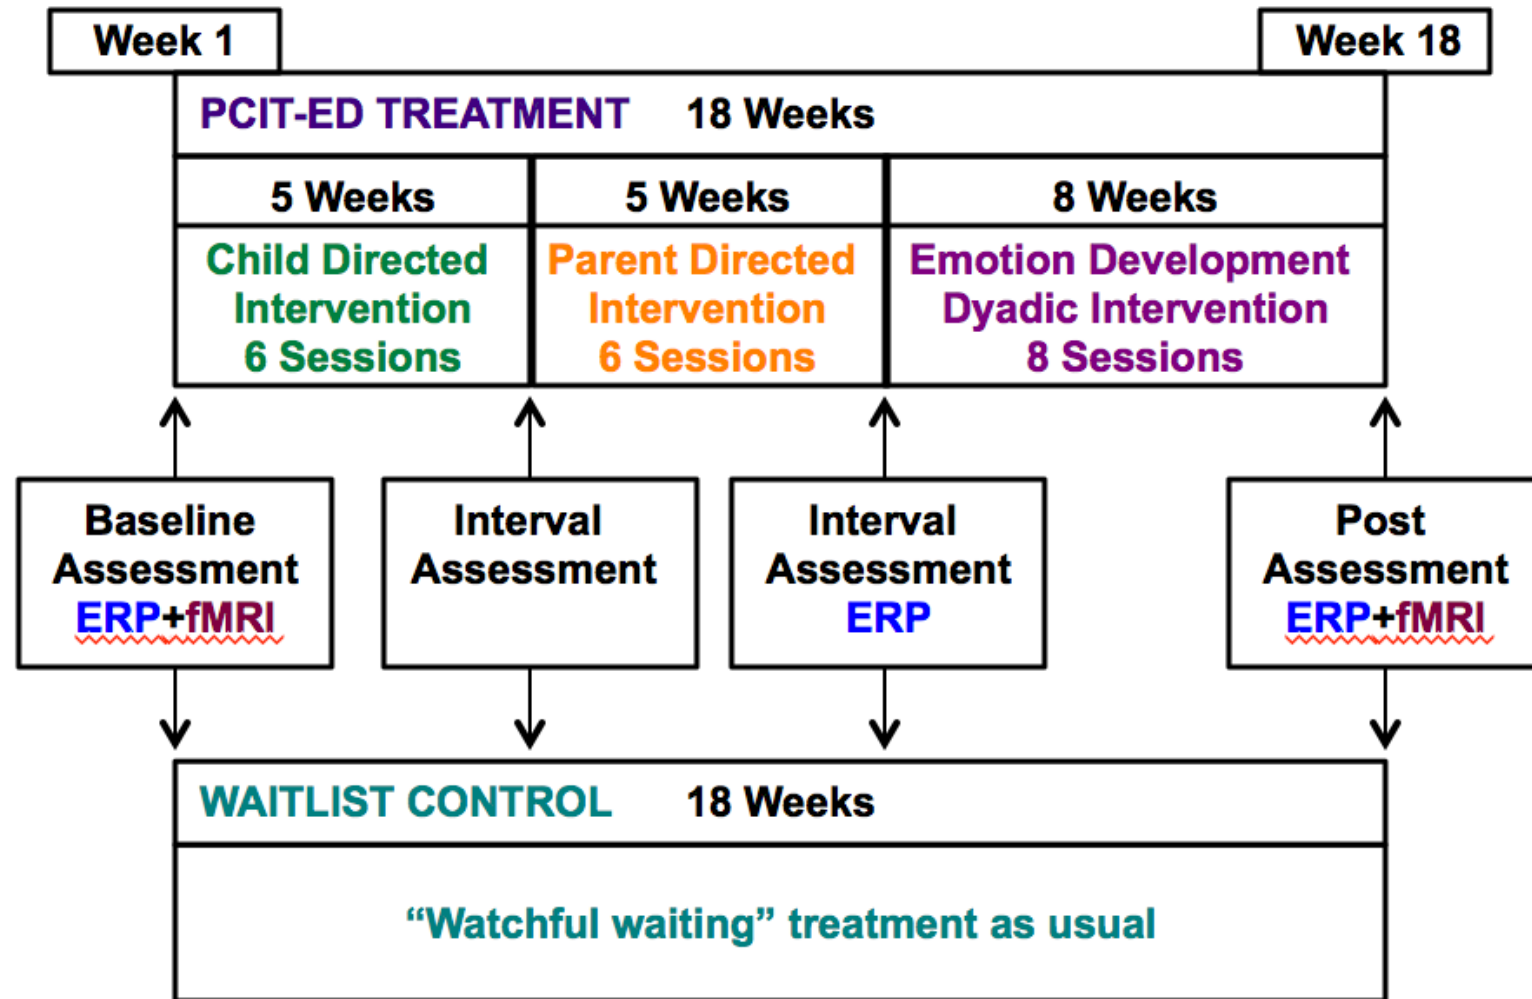 Week 1
Week 18
PCIT-ED TREATMENT 18 Weeks
5 Weeks
5 Weeks
8 Weeks
Child Directed
Intervention
6 Sessions
Parent Directed
Intervention
6 Sessions
Emotion Development
Dyadic Intervention
8 Sessions
Baseline
Assessment
ERP+fMRI
Interval
Assessment
Interval
Assessment
ERP
Post
Assessment
ERP+fMRI
WAITLIST CONTROL 18 Weeks
“Watchful waiting” treatment as usual